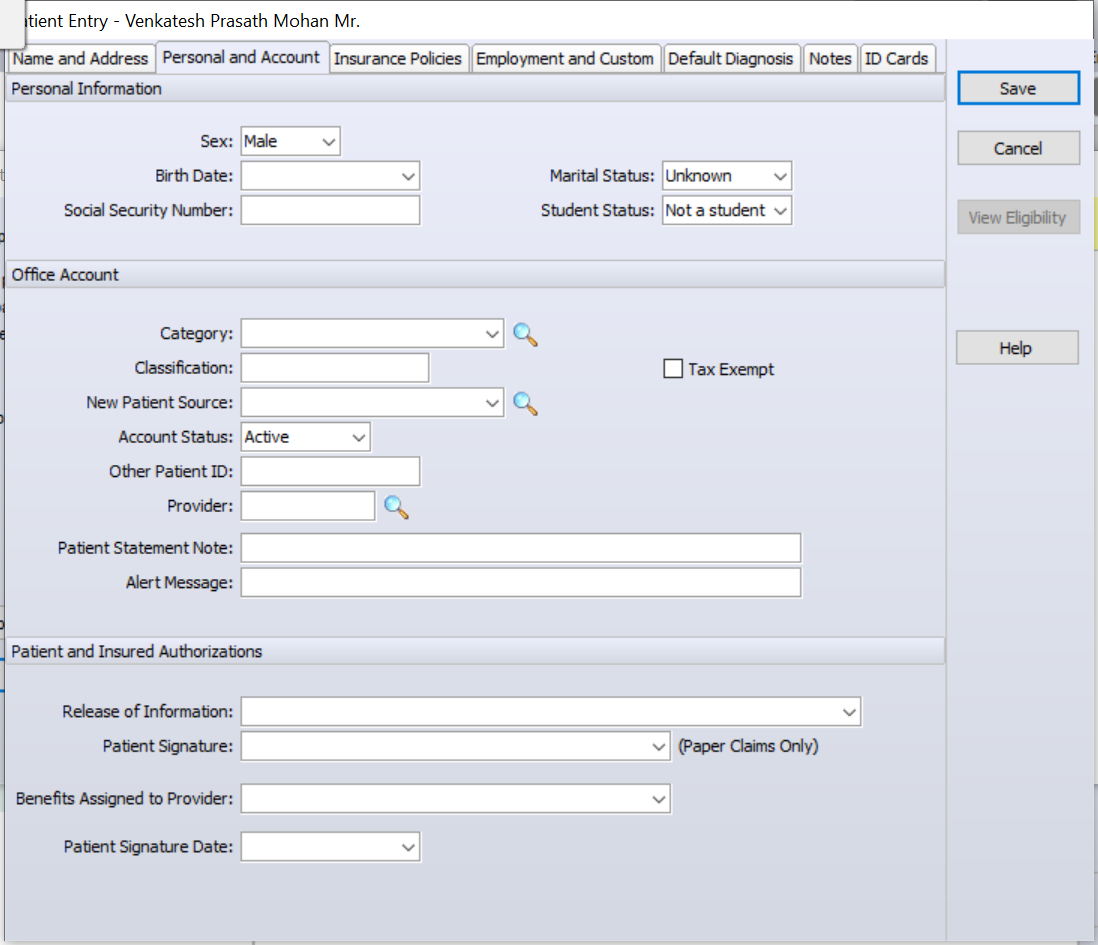 atient Entry - Venkatesh Prasath Mohan Mr.
Name and Address Personal and Account Insurance Policies Employment and Custom Default Diagnosis Notes ID Cards
Personal Information
Save
Sex: Male
Cancel
Birth Date: Marital Status: Unknown
Social Security Number: Student Status: Not a student
View Eligibility
Office Account
Category:
Help
Classification: Tax Exempt
New Patient Source:
Account Status: Active
Other Patient ID:
Provider:
Patient Statement Note:
Alert Message:
Patient and Insured Authorizations
Release of Information:
Patient Signature: (Paper Claims Only)
Benefits Assigned to Provider:
Patient Signature Date: